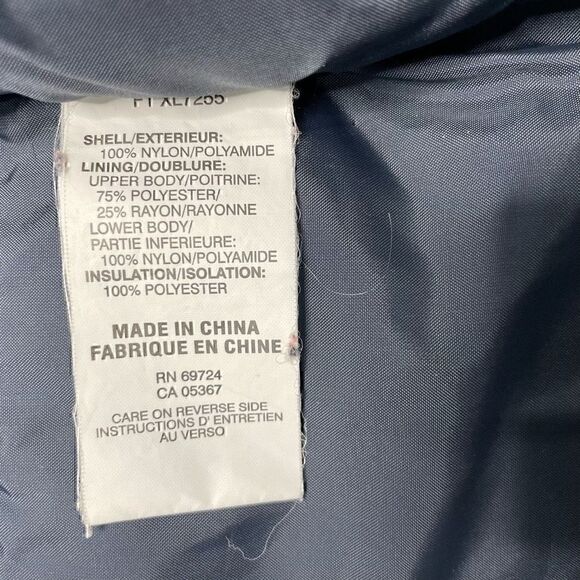 PT XL7255
SHELL/EXTERIEUR:
100% NYLON/POLYAMIDE
LINING/DOUBLURE:
UPPER BODY/POITRINE:
75% POLYESTER/
25% RAYON/RAYONNE
LOWER BODY/
PARTIE INFERIEURE:
100% NYLON/POLYAMIDE
INSULATION/ISOLATION:
100% POLYESTER
MADE IN CHINA
FABRIQUE EN CHINE
RN 69724
CA 05367
CARE ON REVERSE SIDE
INSTRUCTIONS D' ENTRETIEN
AU VERSO